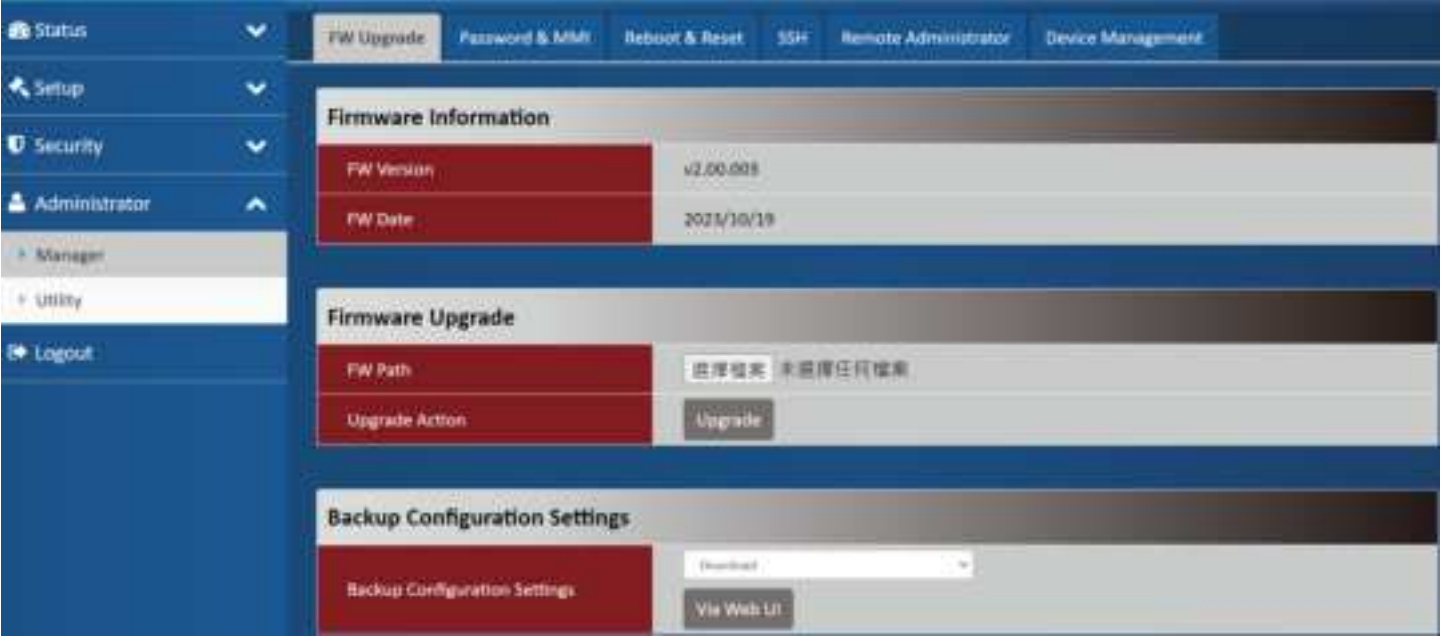 Status
Setup
Security
Administrator
Manager
Utility
Logout
FW Upgrade Password & MMI Reboot & Reset SSH Remote Administrator Device Management
Firmware Information
FW Version v2.00.003
FW Date 2023/10/19
Firmware Upgrade
FW Path 選擇檔案 未選擇任何檔案
Upgrade Action Upgrade
Backup Configuration Settings
Backup Configuration Settings Download
Via Web UI